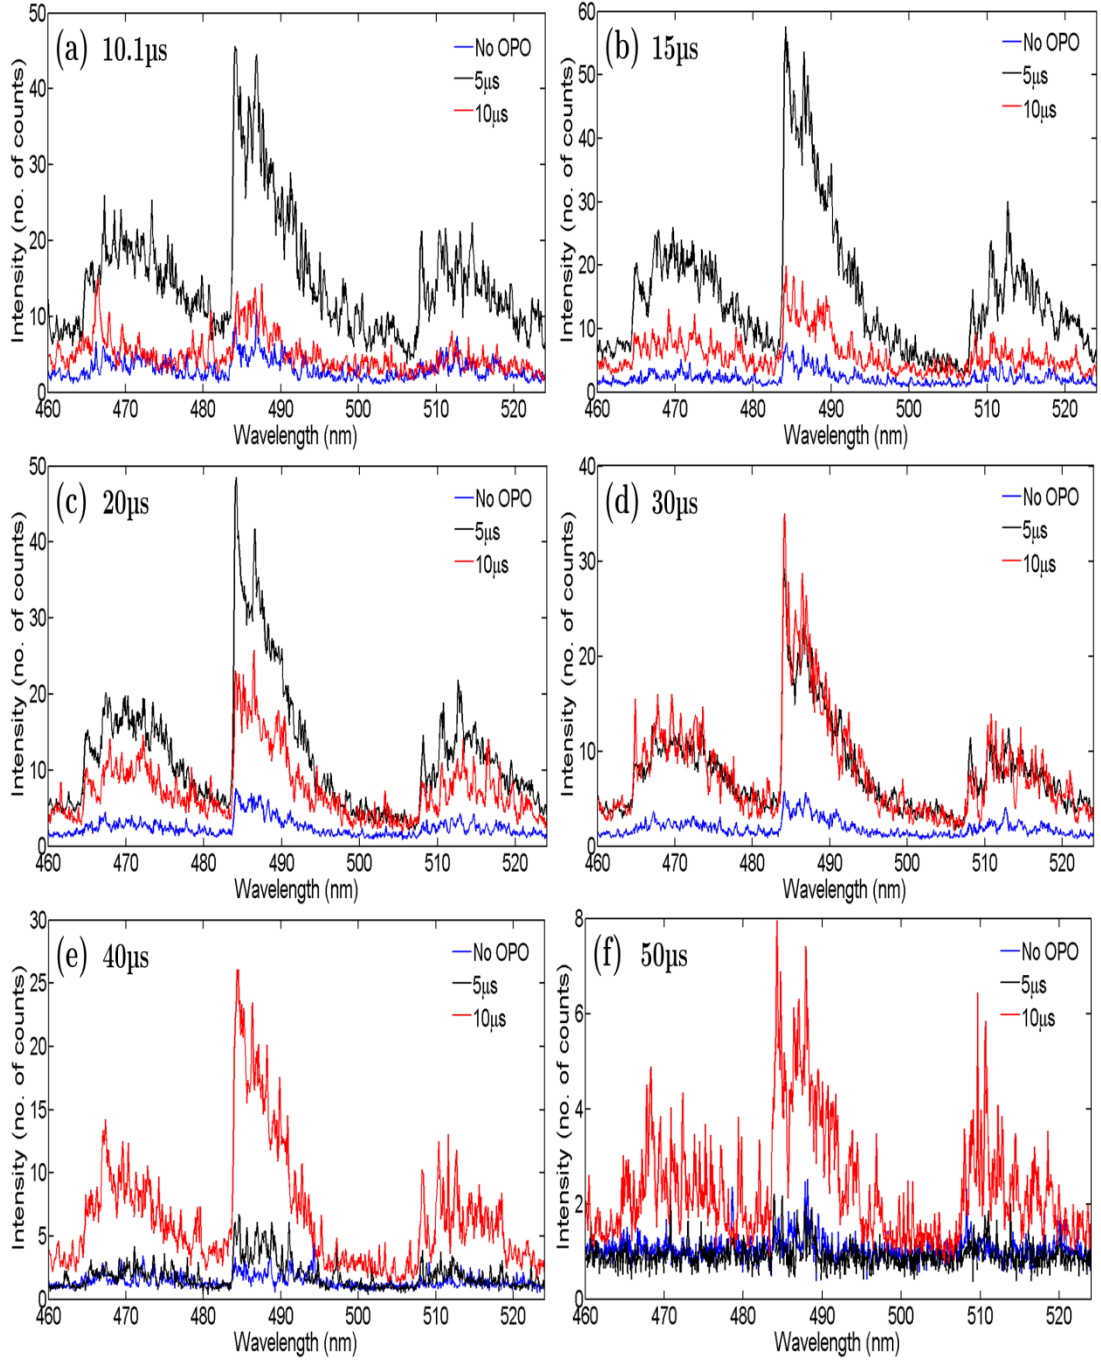 50
40
30
20
10
0
Intensity (no. of counts)
(a) 10.1μs
No OPO
5μs
10μs
460 470 480 490 500 510 520
Wavelength (nm)
60
50
40
30
20
10
0
Intensity (no. of counts)
(b) 15μs
No OPO
5μs
10μs
460 470 480 490 500 510 520
Wavelength (nm)
50
40
30
20
10
0
Intensity (no. of counts)
(c) 20μs
No OPO
5μs
10μs
460 470 480 490 500 510 520
Wavelength (nm)
40
30
20
10
0
Intensity (no. of counts)
(d) 30μs
No OPO
5μs
10μs
460 470 480 490 500 510 520
Wavelength (nm)
30
25
20
15
10
5
0
Intensity (no. of counts)
(e) 40μs
No OPO
5μs
10μs
460 470 480 490 500 510 520
Wavelength (nm)
8
6
4
2
0
Intensity (no. of counts)
(f) 50μs
No OPO
5μs
10μs
460 470 480 490 500 510 520
Wavelength (nm)